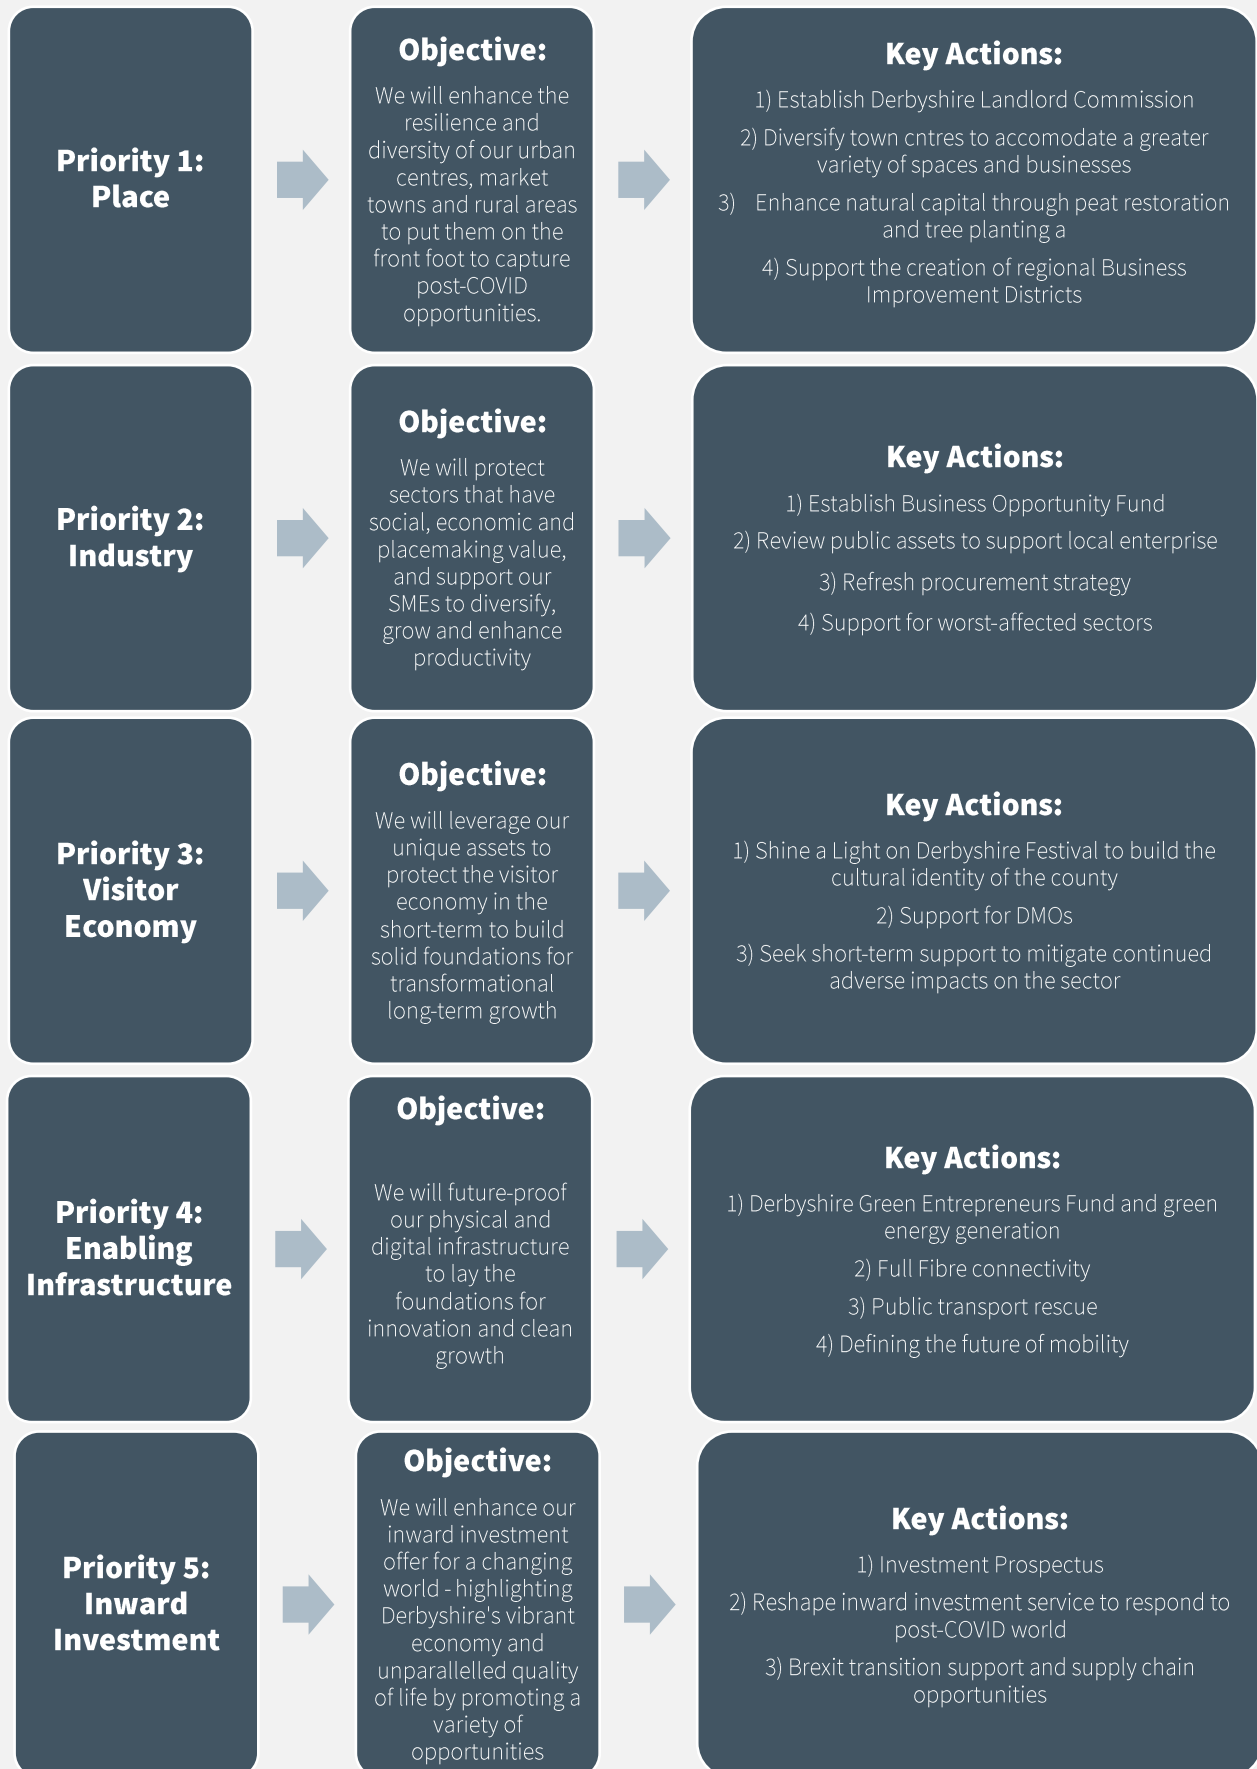 Priority 1:
Place
Objective:
We will enhance the
resilience and
diversity of our urban
centres, market
towns and rural areas
to put them on the
front foot to capture
post-COVID
opportunities.
Key Actions:
1) Establish Derbyshire Landlord Commission
2) Diversify town cntres to accomodate a greater
variety of spaces and businesses
3) Enhance natural capital through peat restoration
and tree planting a
4) Support the creation of regional Business
Improvement Districts
Priority 2:
Industry
Objective:
We will protect
sectors that have
social, economic and
placemaking value,
and support our
SMEs to diversify,
grow and enhance
productivity
Key Actions:
1) Establish Business Opportunity Fund
2) Review public assets to support local enterprise
3) Refresh procurement strategy
4) Support for worst-affected sectors
Priority 3:
Visitor
Economy
Objective:
We will leverage our
unique assets to
protect the visitor
economy in the
short-term to build
solid foundations for
transformational
long-term growth
Key Actions:
1) Shine a Light on Derbyshire Festival to build the
cultural identity of the county
2) Support for DMOs
3) Seek short-term support to mitigate continued
adverse impacts on the sector
Priority 4:
Enabling
Infrastructure
Objective:
We will future-proof
our physical and
digital infrastructure
to lay the
foundations for
innovation and clean
growth
Key Actions:
1) Derbyshire Green Entrepreneurs Fund and green
energy generation
2) Full Fibre connectivity
3) Public transport rescue
4) Defining the future of mobility
Priority 5:
Inward
Investment
Objective:
We will enhance our
inward investment
offer for a changing
world - highlighting
Derbyshire's vibrant
economy and
unparallelled quality
of life by promoting a
variety of
opportunities
Key Actions:
1) Investment Prospectus
2) Reshape inward investment service to respond to
post-COVID world
3) Brexit transition support and supply chain
opportunities